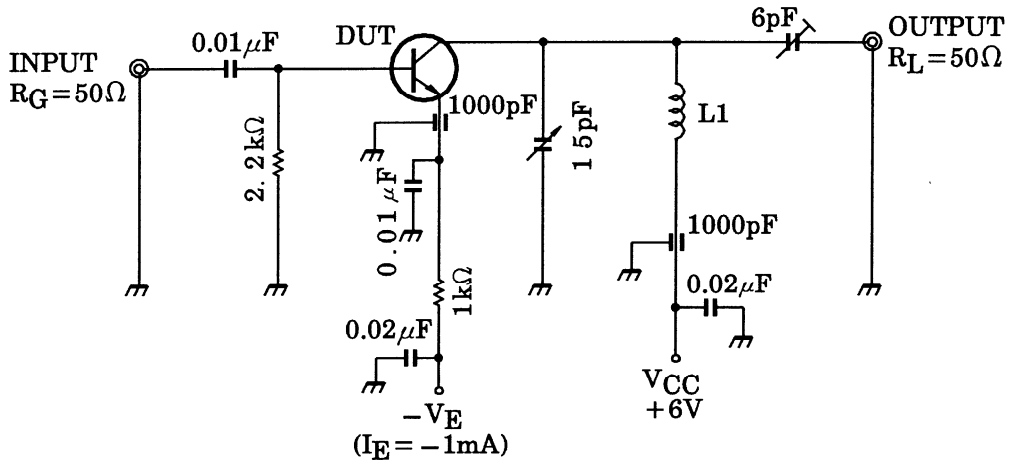 INPUT
R_G=50Ω
0.01μF
2.2kΩ
DUT
1000pF
0.01μF
1kΩ
0.02μF
−V_E
(I_E=−1mA)
15pF
L1
1000pF
0.02μF
V_CC
+6V
6pF
OUTPUT
R_L=50Ω